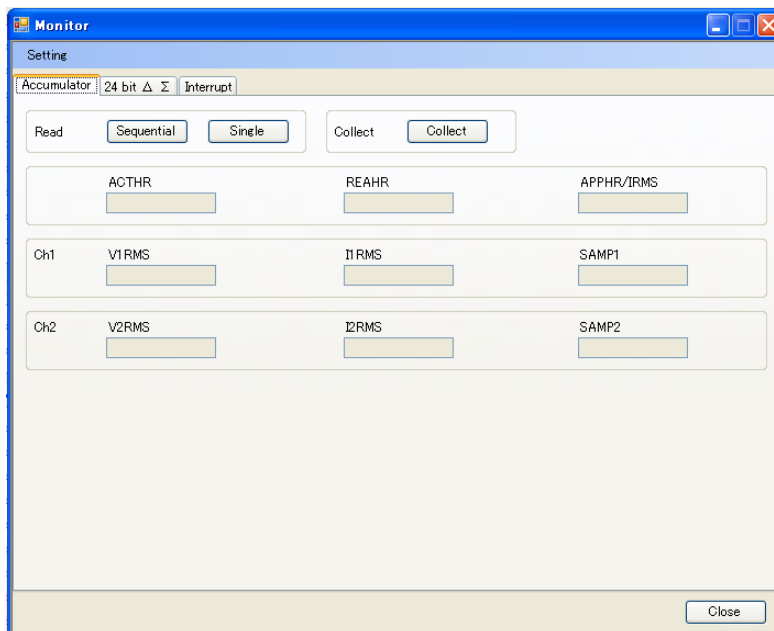 Monitor
Setting
Accumulator 24 bit Δ Σ Interrupt
Read Sequential Single Collect Collect
ACTHR REAHR APPHR/IRMS
Ch1 V1RMS I1RMS SAMP1
Ch2 V2RMS I2RMS SAMP2
Close